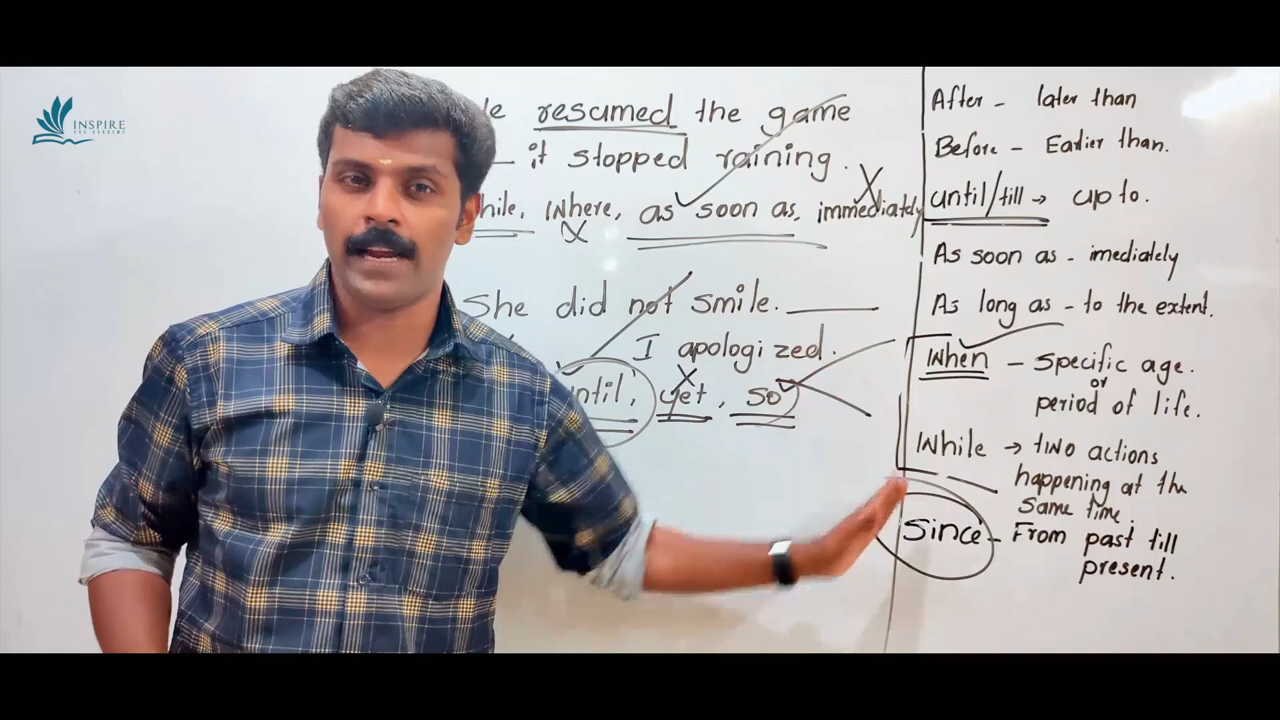 INSPIRE
PSC ACADEMY
e resumed the game
it stopped raining.
hile, Where, as soon as, immediately
She did not smile.
I apologized.
until, yet, so
After - later than
Before - Earlier than.
until/till → up to.
As soon as - imediately
As long as - to the extent.
When - specific age.
or
period of life.
While → two actions
happening at the
same time.
Since - From past till
present.